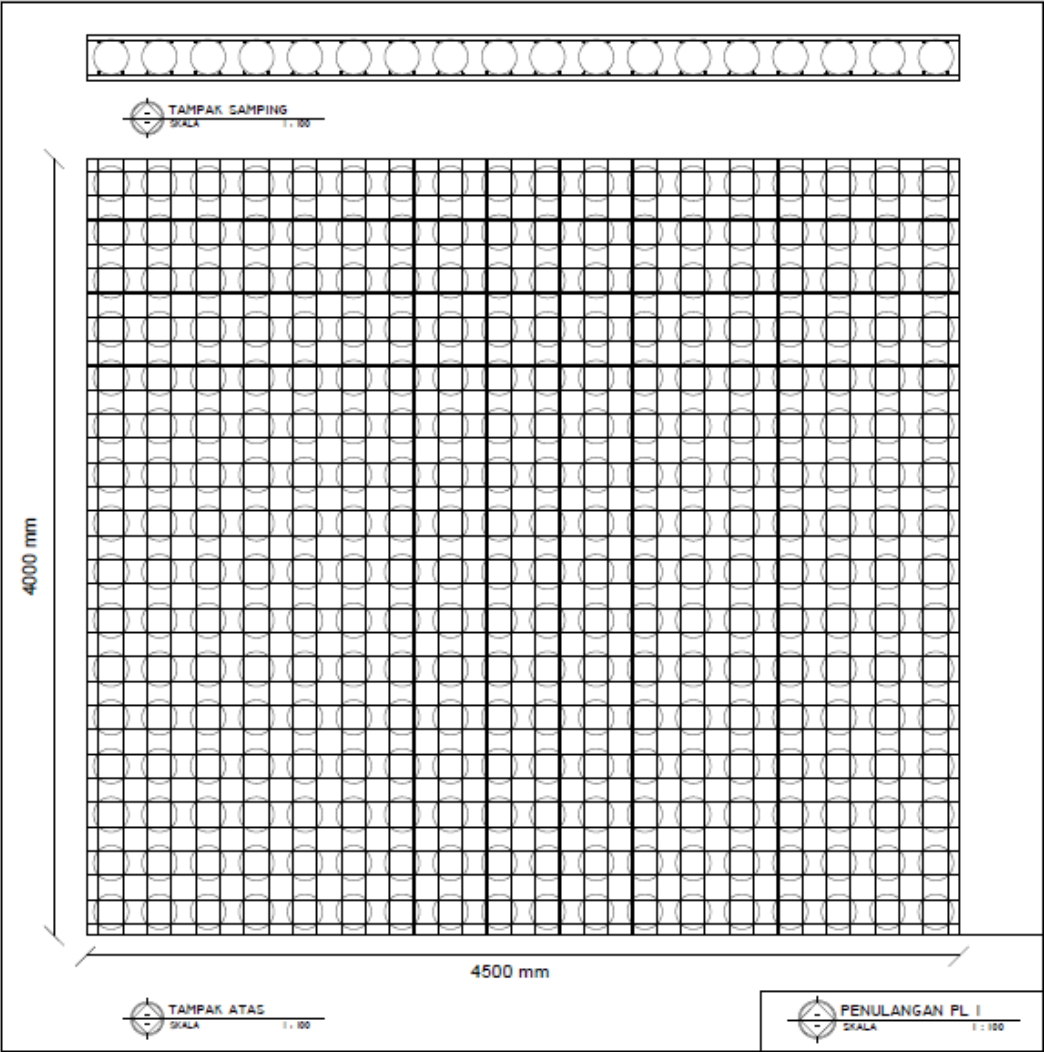 TAMPAK SAMPING
SKALA 1 : 100
4000 mm
4500 mm
TAMPAK ATAS
SKALA 1 : 100
PENULANGAN PL 1
SKALA 1 : 100